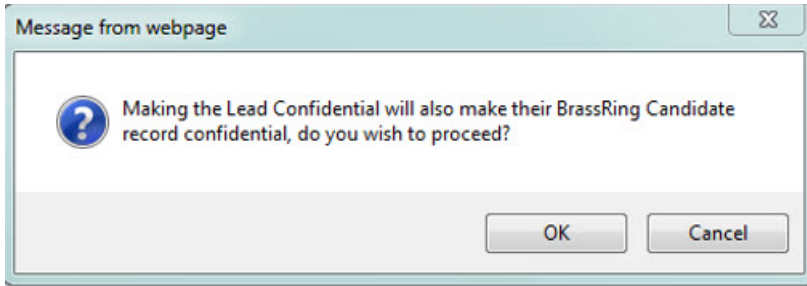 Message from webpage
Making the Lead Confidential will also make their BrassRing Candidate
record confidential, do you wish to proceed?
OK
Cancel